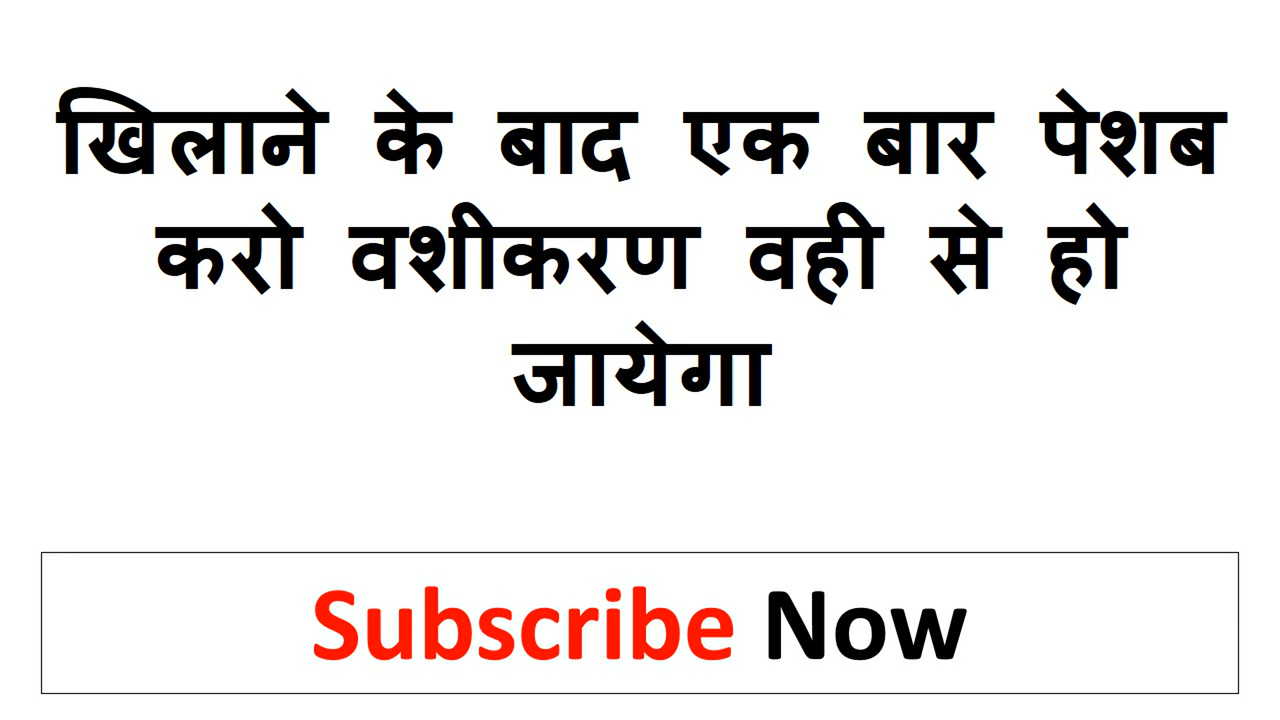 खिलाने के बाद एक बार पेशब
करो वशीकरण वही से हो
जायेगा
Subscribe Now